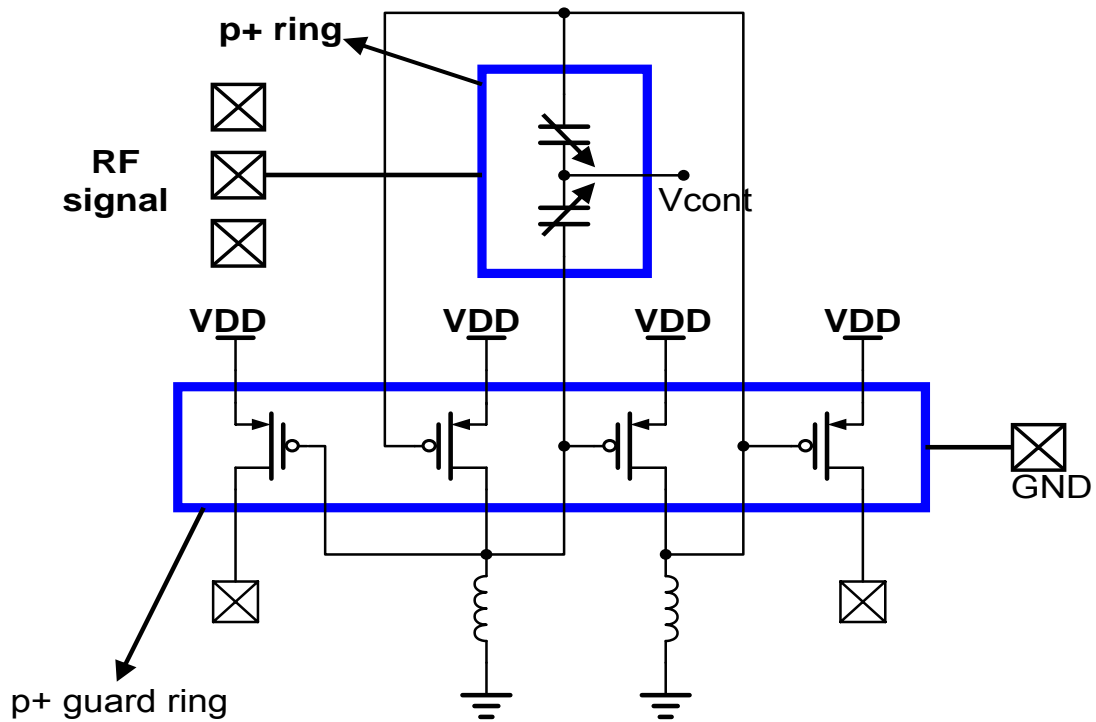 p+ ring
RF
signal
Vcont
VDD
VDD
VDD
VDD
GND
p+ guard ring